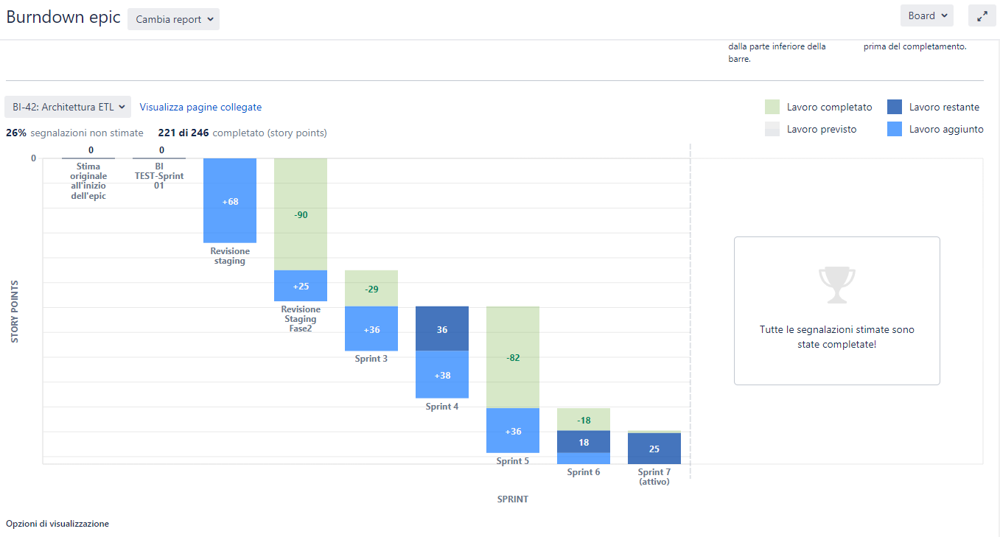 Burndown epic
Cambia report
Board
dalla parte inferiore della
barre.
prima del completamento.
BI-42: Architettura ETL
Visualizza pagine collegate
Lavoro completato
Lavoro restante
Lavoro previsto
Lavoro aggiunto
26% segnalazioni non stimate
221 di 246 completato (story points)
0
0
Stima
originale
all'inizio
dell'epic
0
BI
TEST-Sprint
01
+68
Revisione
staging
-90
+25
Revisione
Staging
Fase2
-29
+36
Sprint 3
36
+38
Sprint 4
-82
+36
Sprint 5
-18
18
Sprint 6
25
Sprint 7
(attivo)
STORY POINTS
SPRINT
Tutte le segnalazioni stimate sono
state completate!
Opzioni di visualizzazione